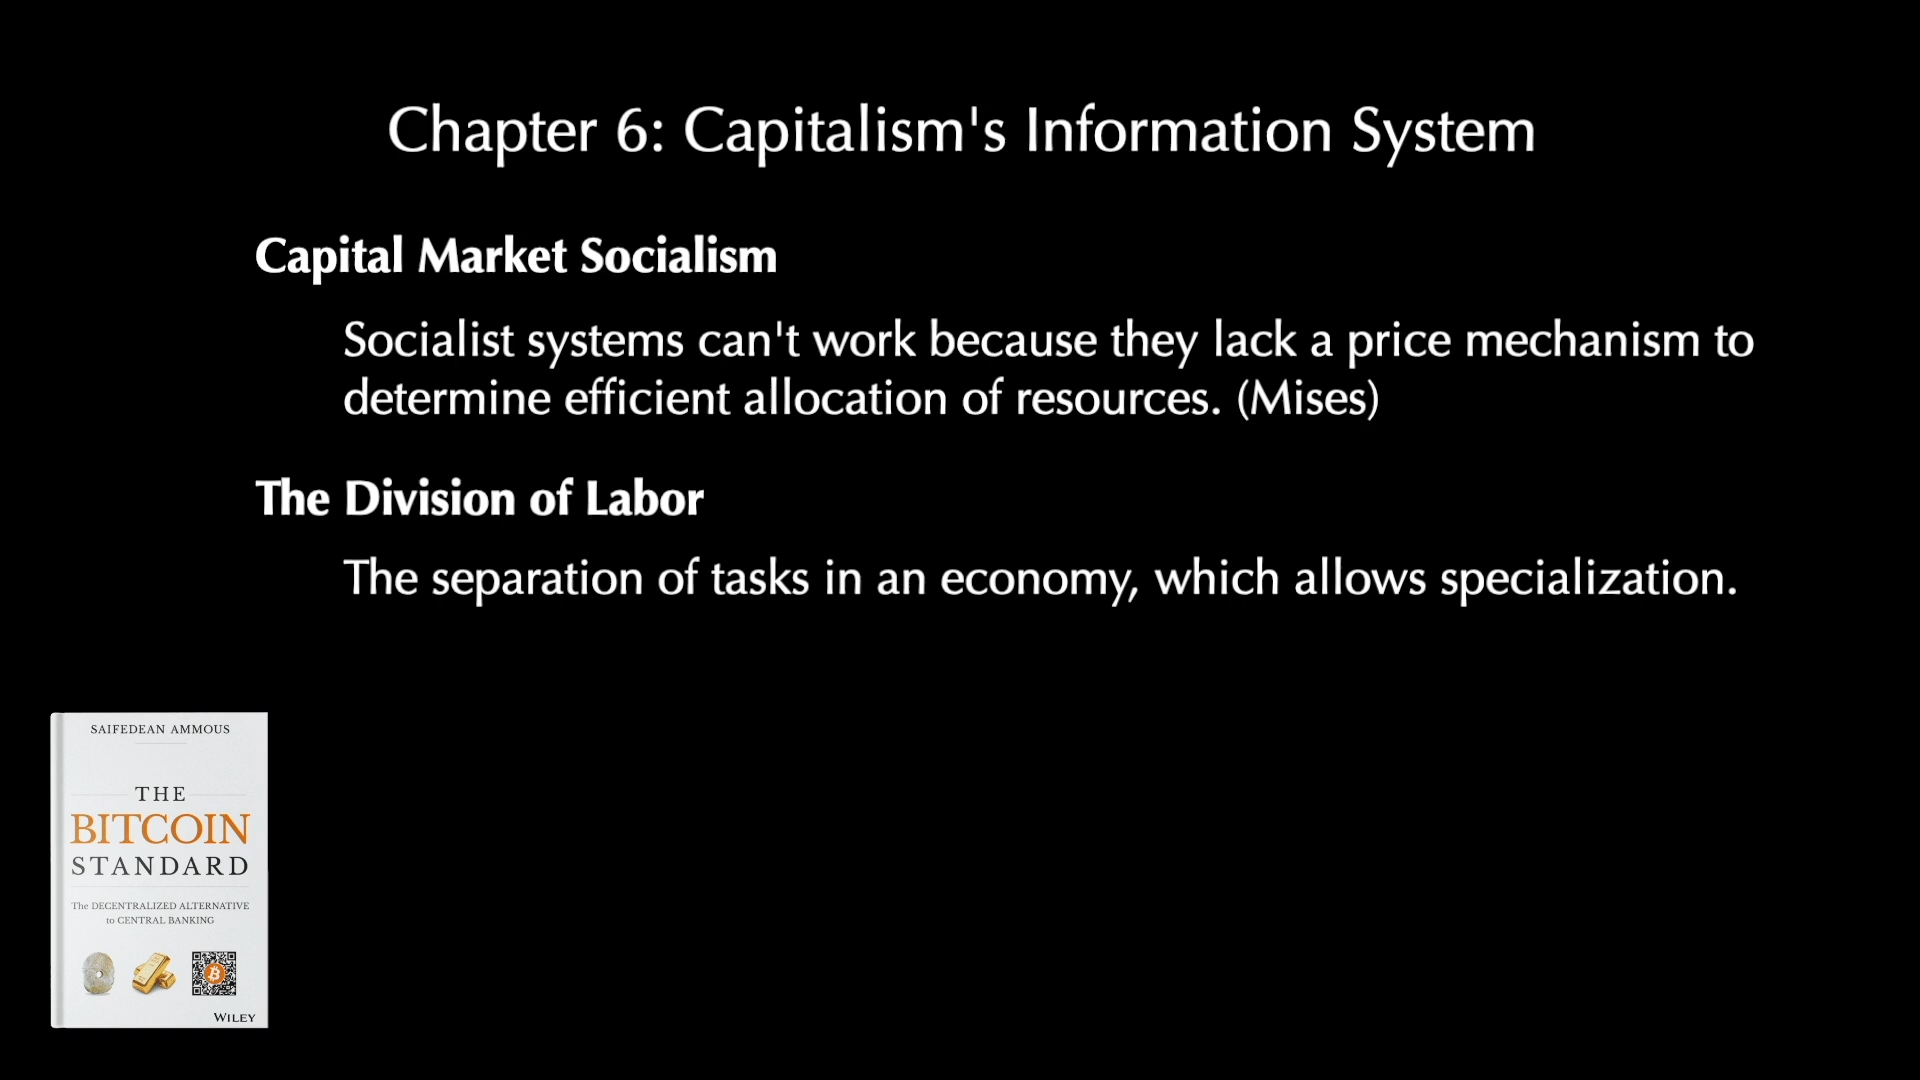 Chapter 6: Capitalism's Information System
Capital Market Socialism
Socialist systems can't work because they lack a price mechanism to
determine efficient allocation of resources. (Mises)
The Division of Labor
The separation of tasks in an economy, which allows specialization.
SAIFEDEAN AMMOUS
THE
BITCOIN
STANDARD
The DECENTRALIZED ALTERNATIVE
to CENTRAL BANKING
WILEY